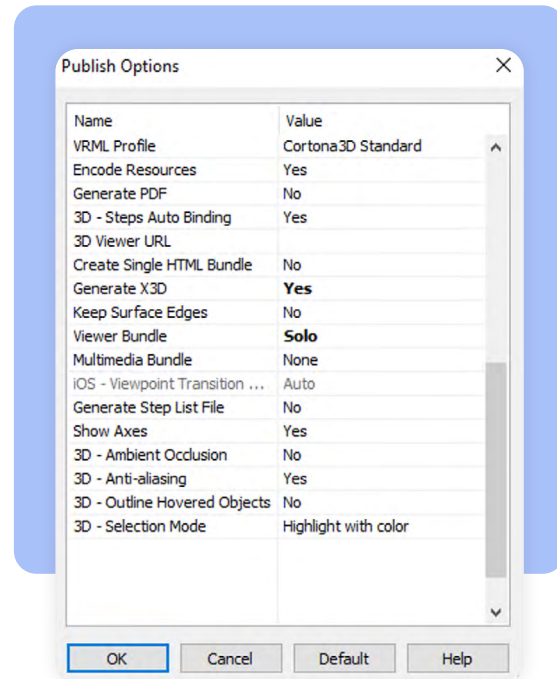 Publish Options
Name Value
VRML Profile Cortona3D Standard
Encode Resources Yes
Generate PDF No
3D - Steps Auto Binding Yes
3D Viewer URL
Create Single HTML Bundle No
Generate X3D Yes
Keep Surface Edges No
Viewer Bundle Solo
Multimedia Bundle None
iOS - Viewpoint Transition ... Auto
Generate Step List File No
Show Axes Yes
3D - Ambient Occlusion No
3D - Anti-aliasing Yes
3D - Outline Hovered Objects No
3D - Selection Mode Highlight with color
OK Cancel Default Help